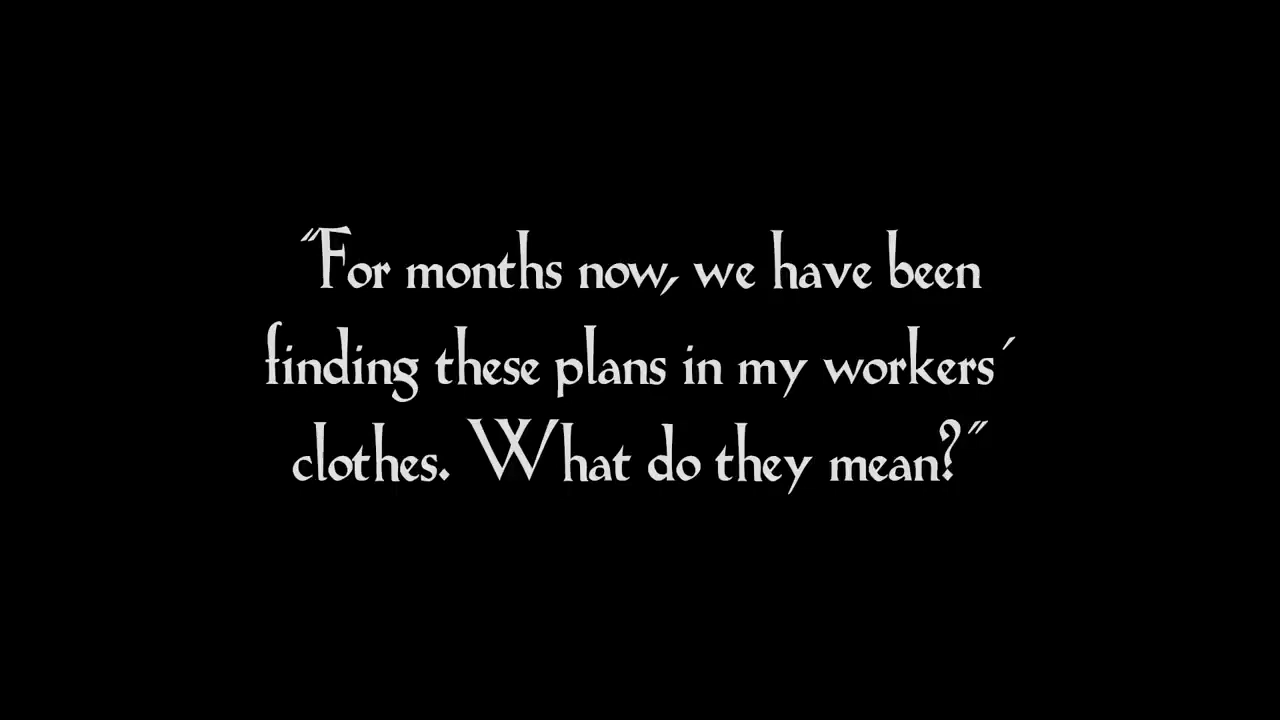 "For months now, we have been
finding these plans in my workers´
clothes. What do they mean?"